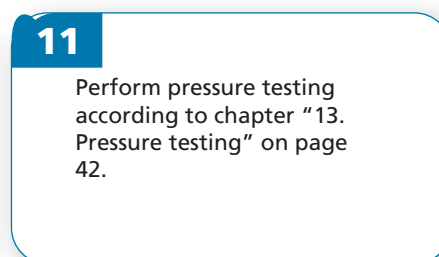 11
Perform pressure testing
according to chapter “13.
Pressure testing” on page
42.